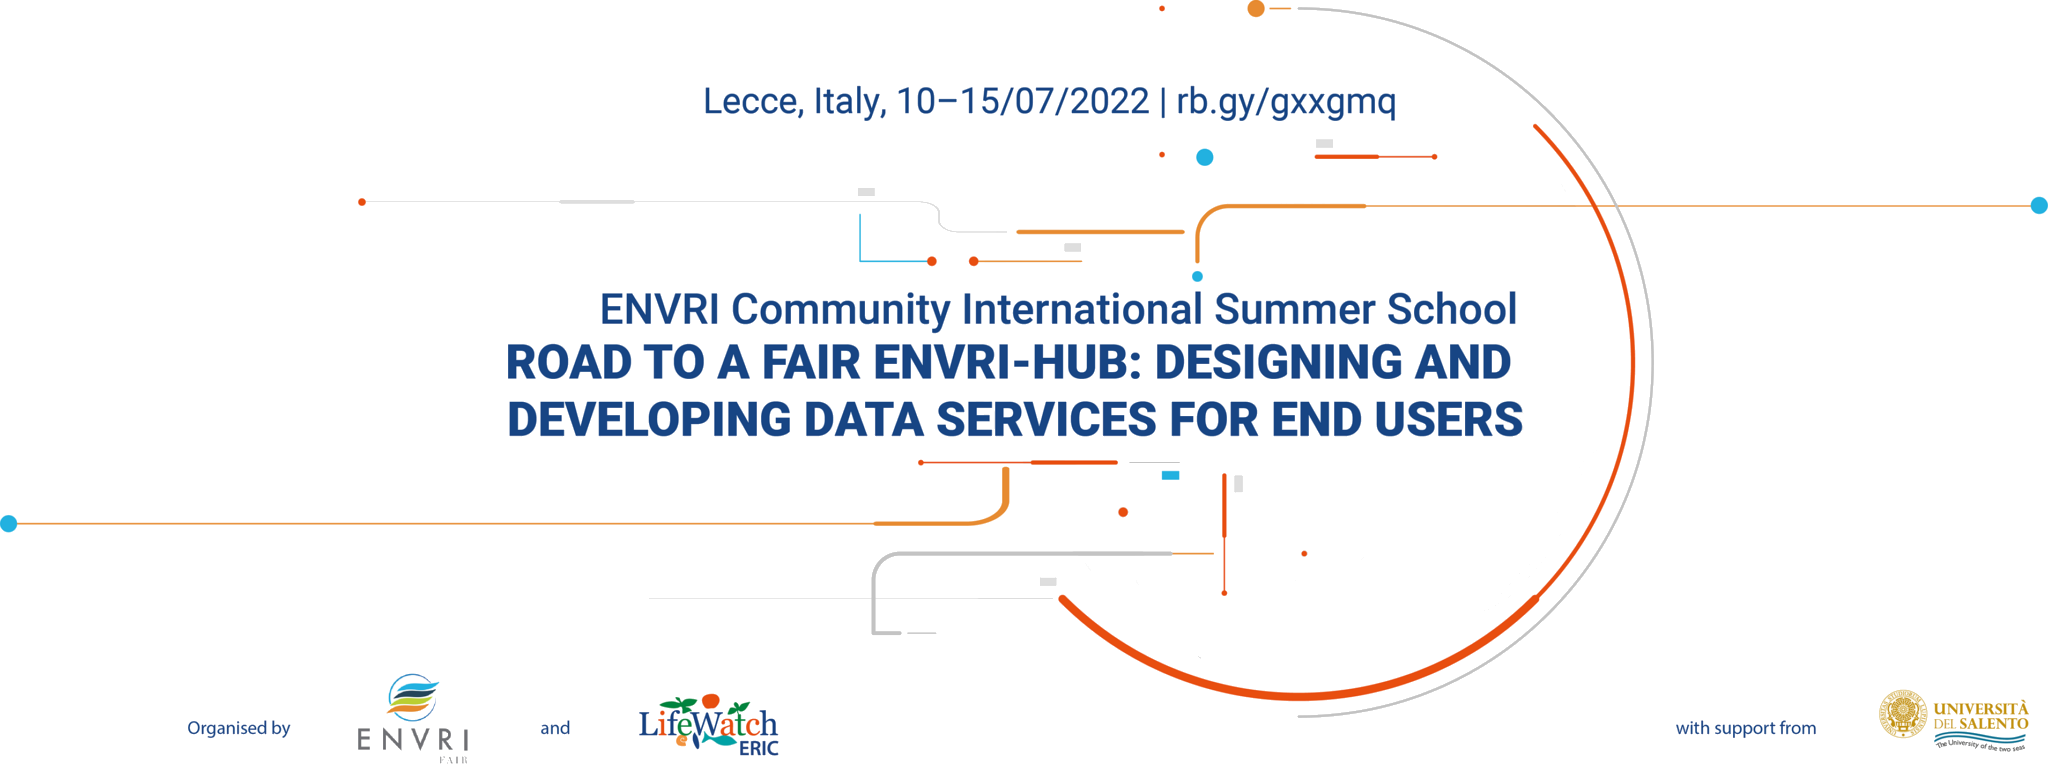 Lecce, Italy, 10–15/07/2022 | rb.gy/gxxgmq
ENVRI Community International Summer School
ROAD TO A FAIR ENVRI-HUB: DESIGNING AND
DEVELOPING DATA SERVICES FOR END USERS
Organised by
ENVRI
FAIR
and
LifeWatch
ERIC
with support from
UNIVERSITÀ
DEL SALENTO
The University of the two seas